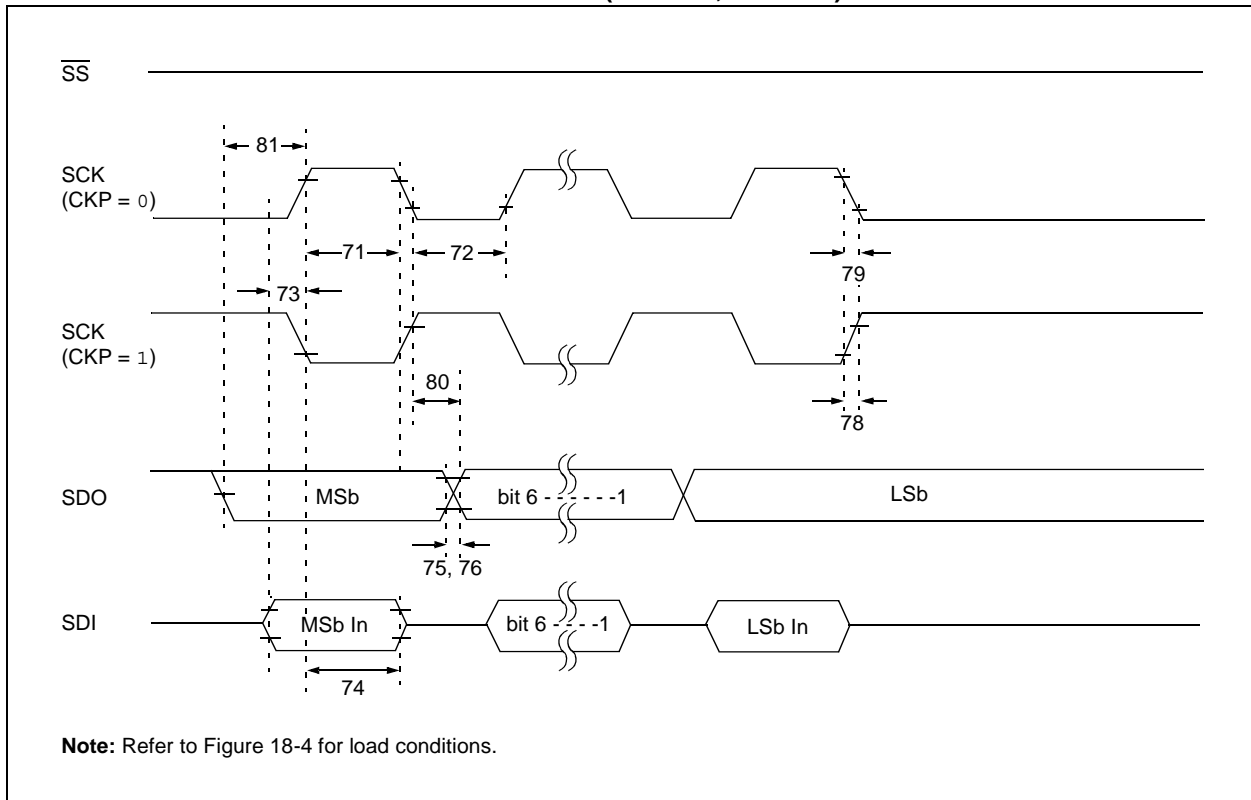 SS
81
SCK
(CKP = 0)
71
72
79
73
SCK
(CKP = 1)
80
78
SDO
MSb
bit 6 - - - - - -1
LSb
75, 76
SDI
MSb In
bit 6 - - - -1
LSb In
74
Note: Refer to Figure 18-4 for load conditions.